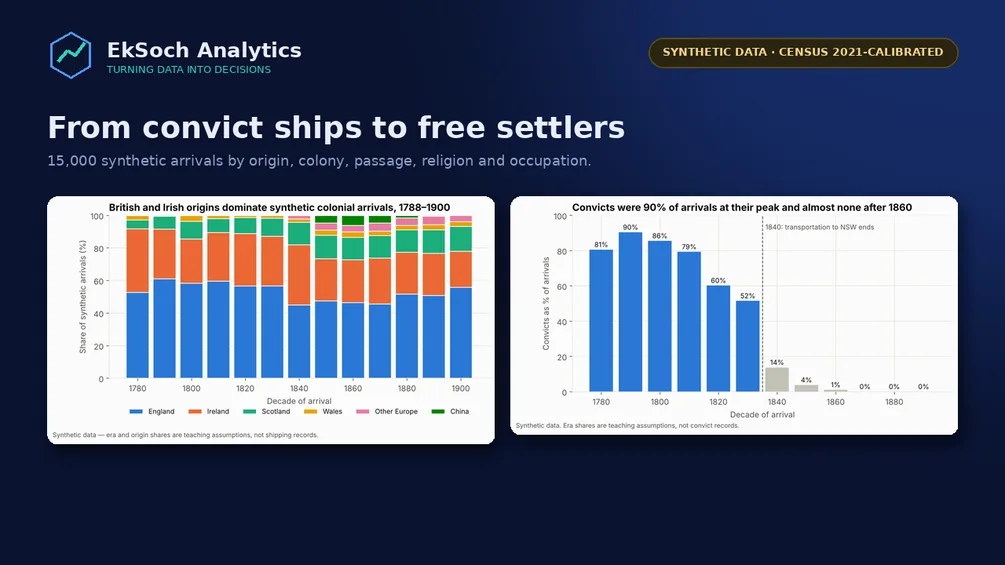 EkSoch Analytics
TURNING DATA INTO DECISIONS
SYNTHETIC DATA · CENSUS 2021-CALIBRATED
From convict ships to free settlers
15,000 synthetic arrivals by origin, colony, passage, religion and occupation.
British and Irish origins dominate synthetic colonial arrivals, 1788–1900
Share of synthetic arrivals (%)
100
80
60
40
20
0
1780 1800 1820 1840 1860 1880 1900
Decade of arrival
England Ireland Scotland Wales Other Europe China
Synthetic data — era and origin shares are teaching assumptions, not shipping records.
Convicts were 90% of arrivals at their peak and almost none after 1860
Convicts as % of arrivals
100
80
60
40
20
0
1840: transportation to NSW ends
81% 90% 86% 79% 60% 52% 14% 4% 1% 0% 0% 0%
1780 1800 1820 1840 1860 1880
Decade of arrival
Synthetic data. Era shares are teaching assumptions, not convict records.